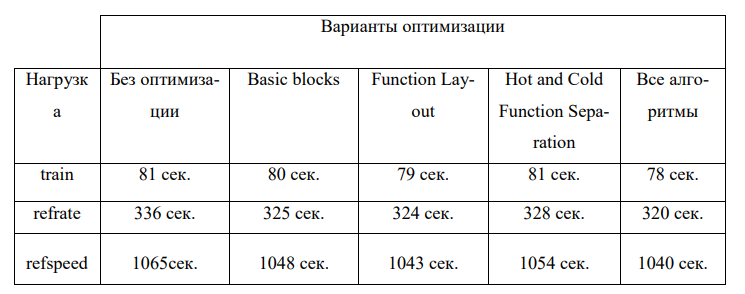 Варианты оптимизации
Нагрузк
а
Без оптимиза-
ции
Basic blocks
Function Lay-
out
Hot and Cold
Function Sepa-
ration
Все алго-
ритмы
train 81 сек. 80 сек. 79 сек. 81 сек. 78 сек.
refrate 336 сек. 325 сек. 324 сек. 328 сек. 320 сек.
refspeed 1065сек. 1048 сек. 1043 сек. 1054 сек. 1040 сек.